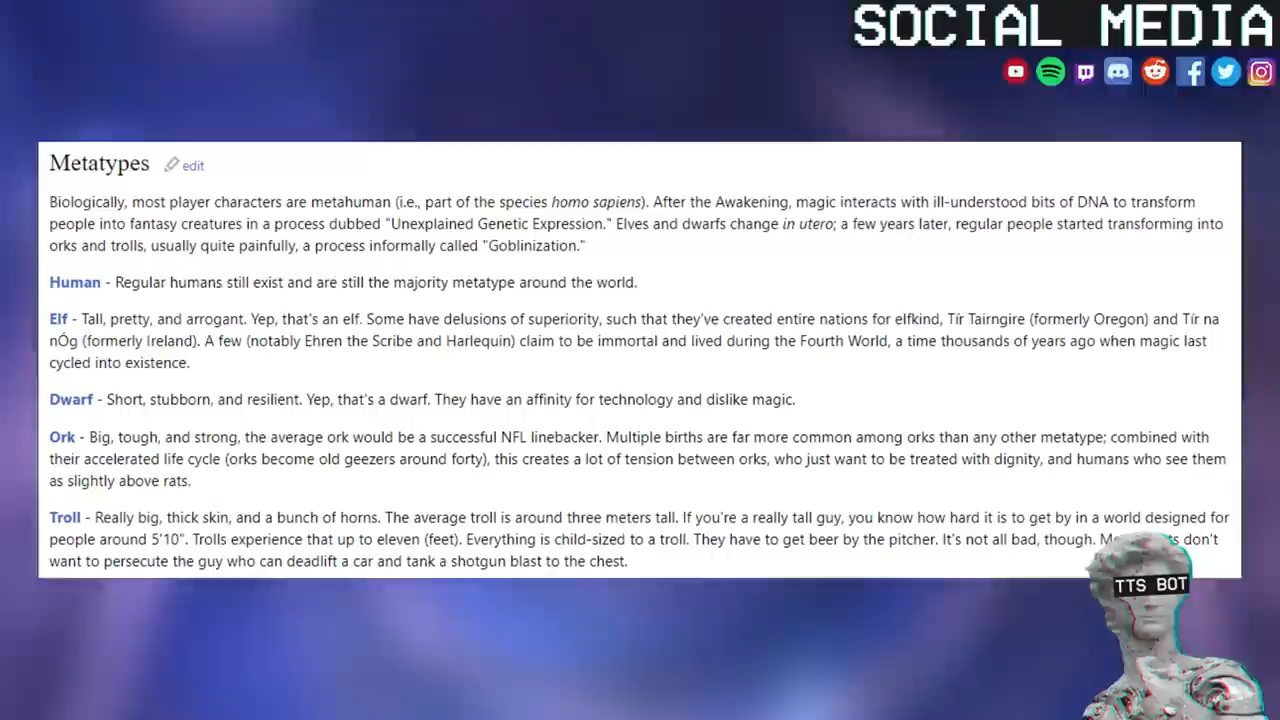 SOCIAL MEDIA
Metatypes edit
Biologically, most player characters are metahuman (i.e., part of the species homo sapiens). After the Awakening, magic interacts with ill-understood bits of DNA to transform
people into fantasy creatures in a process dubbed "Unexplained Genetic Expression." Elves and dwarfs change in utero; a few years later, regular people started transforming into
orks and trolls, usually quite painfully, a process informally called "Goblinization."
Human - Regular humans still exist and are still the majority metatype around the world.
Elf - Tall, pretty, and arrogant. Yep, that's an elf. Some have delusions of superiority, such that they've created entire nations for elfkind, Tír Tairngire (formerly Oregon) and Tír na
nÓg (formerly Ireland). A few (notably Ehren the Scribe and Harlequin) claim to be immortal and lived during the Fourth World, a time thousands of years ago when magic last
cycled into existence.
Dwarf - Short, stubborn, and resilient. Yep, that's a dwarf. They have an affinity for technology and dislike magic.
Ork - Big, tough, and strong, the average ork would be a successful NFL linebacker. Multiple births are far more common among orks than any other metatype; combined with
their accelerated life cycle (orks become old geezers around forty), this creates a lot of tension between orks, who just want to be treated with dignity, and humans who see them
as slightly above rats.
Troll - Really big, thick skin, and a bunch of horns. The average troll is around three meters tall. If you're a really tall guy, you know how hard it is to get by in a world designed for
people around 5'10". Trolls experience that up to eleven (feet). Everything is child-sized to a troll. They have to get beer by the pitcher. It's not all bad, though. don't
want to persecute the guy who can deadlift a car and tank a shotgun blast to the chest.
TTS BOT